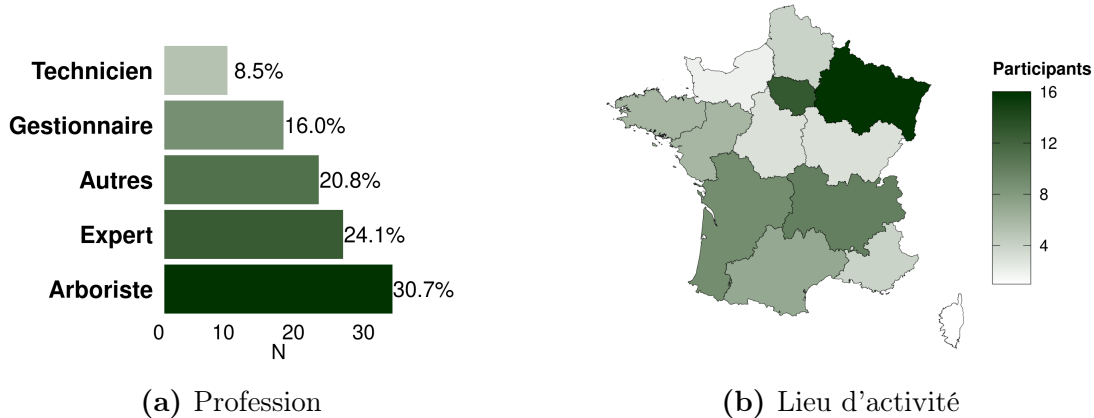 Technicien 8.5%
Gestionnaire 16.0%
Autres 20.8%
Expert 24.1%
Arboriste 30.7%
0 10 20 30
N
(a) Profession
Participants
16
12
8
4
(b) Lieu d'activité